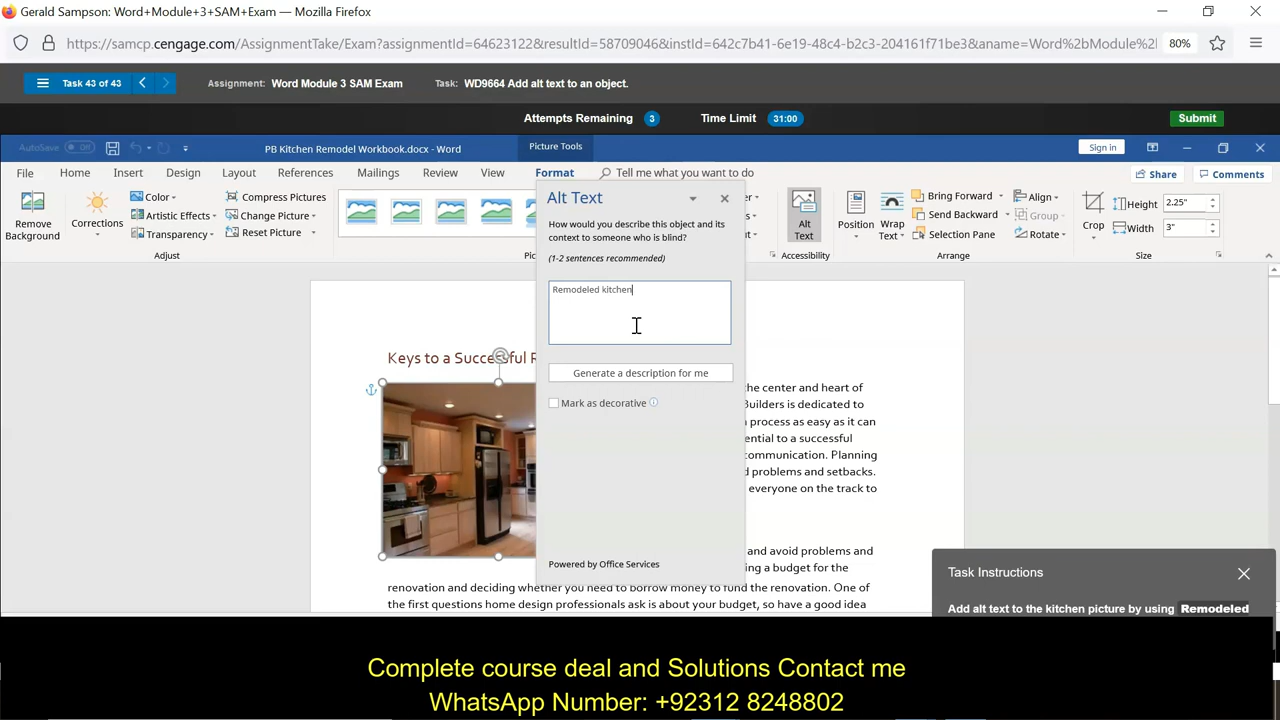 Gerald Sampson: Word+Module+3+SAM+Exam — Mozilla Firefox
https://samcp.cengage.com/AssignmentTake/Exam?assignmentId=64623122&resultId=58709046&instId=642c7b41-6e19-48c4-b2c3-204161f71be3&aname=Word%2bModule%2 80%
Task 43 of 43 Assignment: Word Module 3 SAM Exam Task: WD9664 Add alt text to an object.
Attempts Remaining 3 Time Limit 31:00 Submit
AutoSave Off PB Kitchen Remodel Workbook.docx - Word Picture Tools Sign in
File Home Insert Design Layout References Mailings Review View Format Tell me what you want to do Share Comments
Remove Background
Corrections
Color
Artistic Effects
Transparency
Compress Pictures
Change Picture
Reset Picture
Adjust
Alt Text
Accessibility
Position
Wrap Text
Bring Forward
Send Backward
Selection Pane
Align
Group
Rotate
Arrange
Crop
Height 2.25"
Width 3"
Size
Alt Text
How would you describe this object and its
context to someone who is blind?
(1-2 sentences recommended)
Remodeled kitchen
Generate a description for me
Mark as decorative
Powered by Office Services
Keys to a Successful R
the center and heart of
Builders is dedicated to
process as easy as it can
ential to a successful
communication. Planning
problems and setbacks.
everyone on the track to
and avoid problems and
ing a budget for the
renovation and deciding whether you need to borrow money to fund the renovation. One of
the first questions home design professionals ask is about your budget, so have a good idea
Task Instructions
Add alt text to the kitchen picture by using Remodeled
Complete course deal and Solutions Contact me
WhatsApp Number: +92312 8248802